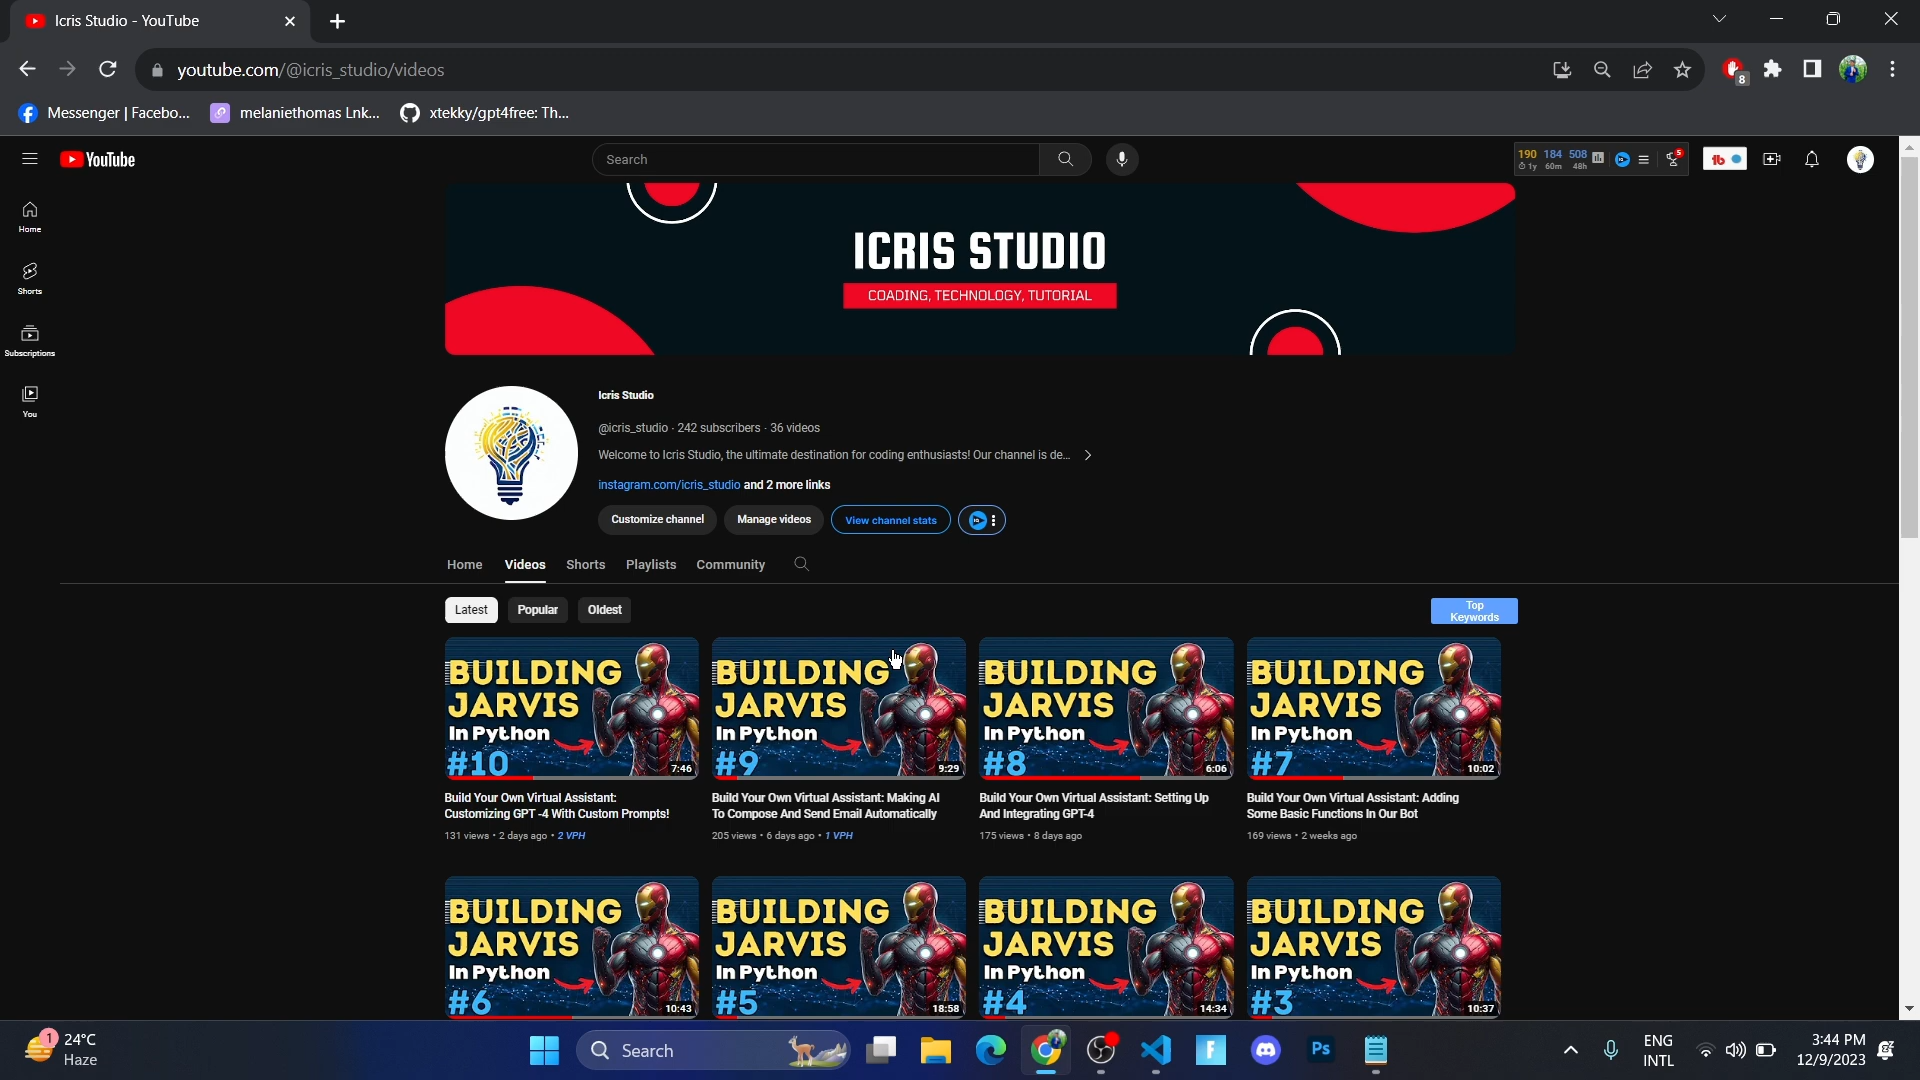 Icris Studio - YouTube
youtube.com/@icris_studio/videos
8
Messenger | Facebo...
melaniethomas Lnk...
xtekky/gpt4free: Th...
YouTube
Search
190 184 508
1y 60m 48h
5
Home
Shorts
Subscriptions
You
ICRIS STUDIO
COADING, TECHNOLOGY, TUTORIAL
Icris Studio
@icris_studio · 242 subscribers · 36 videos
Welcome to Icris Studio, the ultimate destination for coding enthusiasts! Our channel is de...
instagram.com/icris_studio and 2 more links
Customize channel
Manage videos
View channel stats
Home
Videos
Shorts
Playlists
Community
Latest
Popular
Oldest
Top
Keywords
BUILDING
JARVIS
In Python
#10
7:46
Build Your Own Virtual Assistant:
Customizing GPT -4 With Custom Prompts!
131 views • 2 days ago • 2 VPH
BUILDING
JARVIS
In Python
#9
9:29
Build Your Own Virtual Assistant: Making AI
To Compose And Send Email Automatically
205 views • 6 days ago • 1 VPH
BUILDING
JARVIS
In Python
#8
6:06
Build Your Own Virtual Assistant: Setting Up
And Integrating GPT-4
175 views • 8 days ago
BUILDING
JARVIS
In Python
#7
10:02
Build Your Own Virtual Assistant: Adding
Some Basic Functions In Our Bot
169 views • 2 weeks ago
BUILDING
JARVIS
In Python
#6
10:43
BUILDING
JARVIS
In Python
#5
18:58
BUILDING
JARVIS
In Python
#4
14:34
BUILDING
JARVIS
In Python
#3
10:37
1
24°C
Haze
Search
Ps
ENG
INTL
3:44 PM
12/9/2023